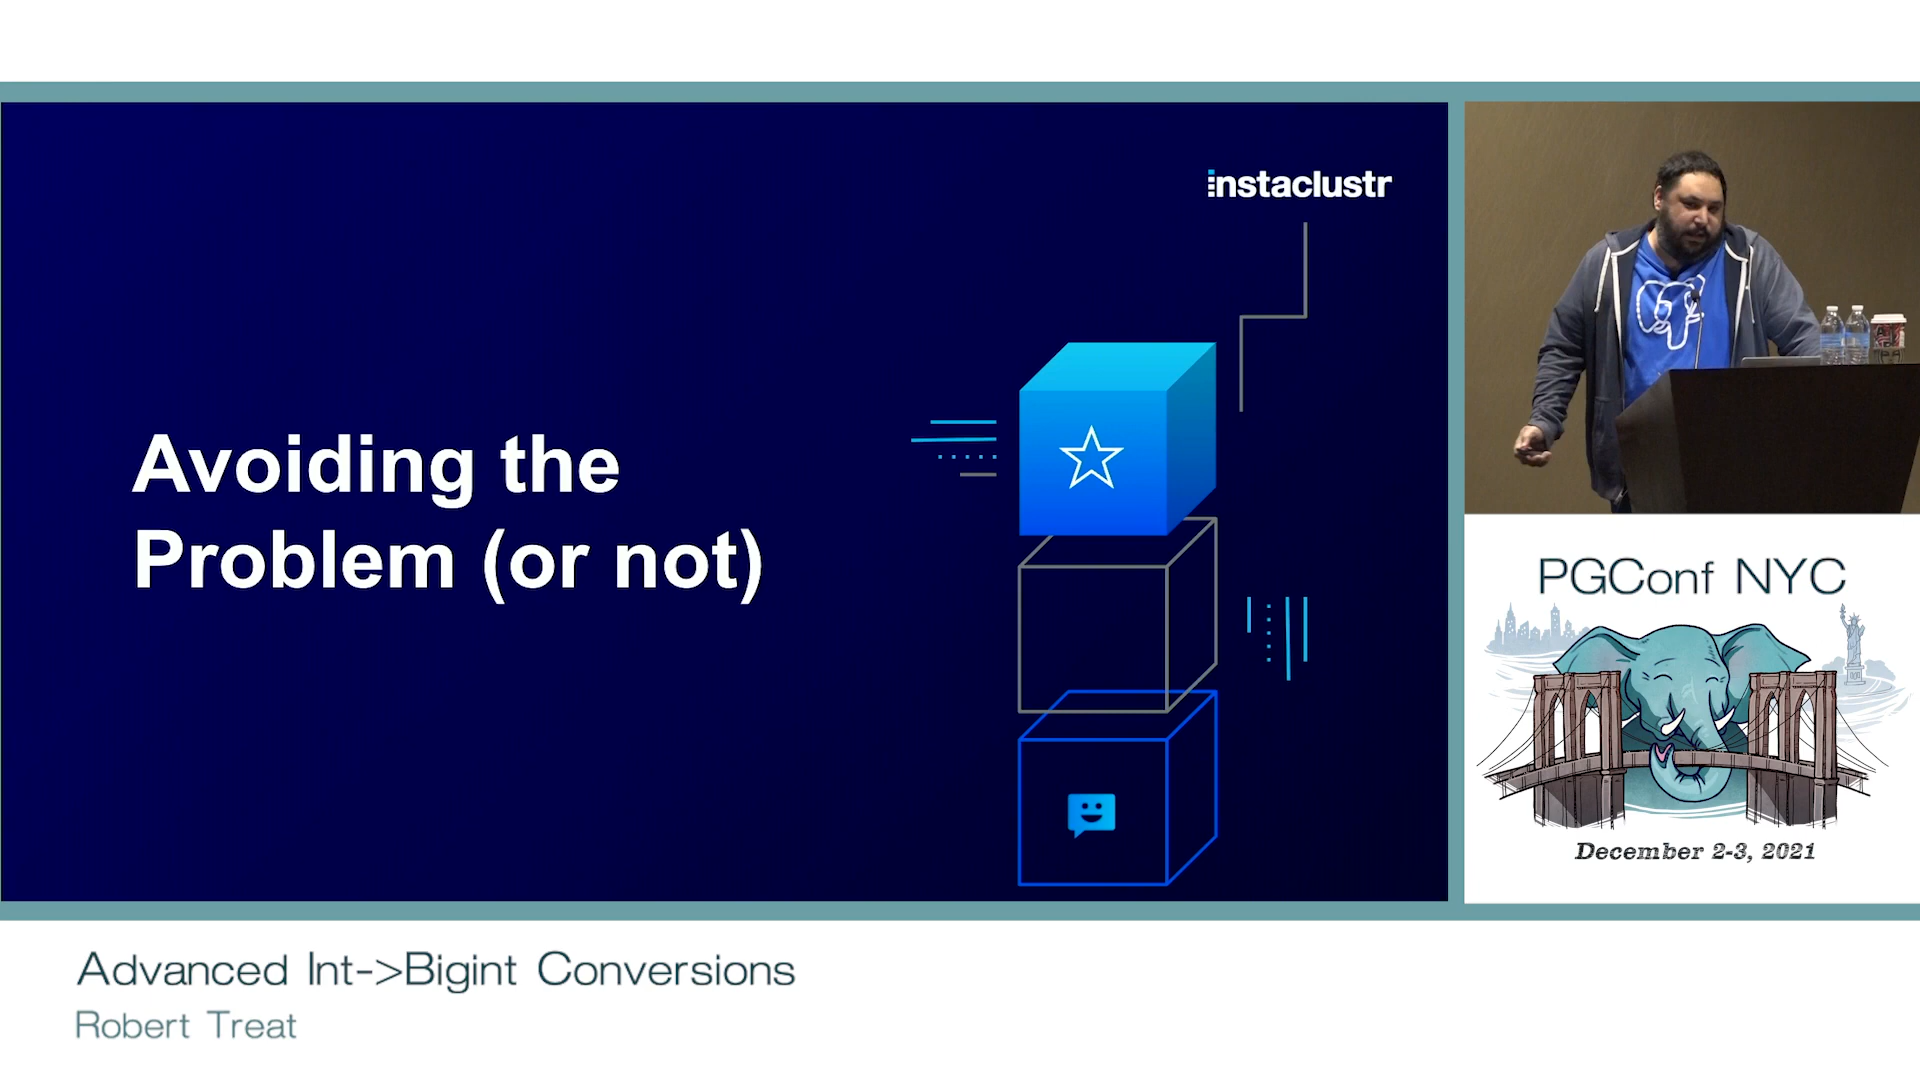 instaclustr
Avoiding the
Problem (or not)
PGConf NYC
December 2-3, 2021
Advanced Int->Bigint Conversions
Robert Treat